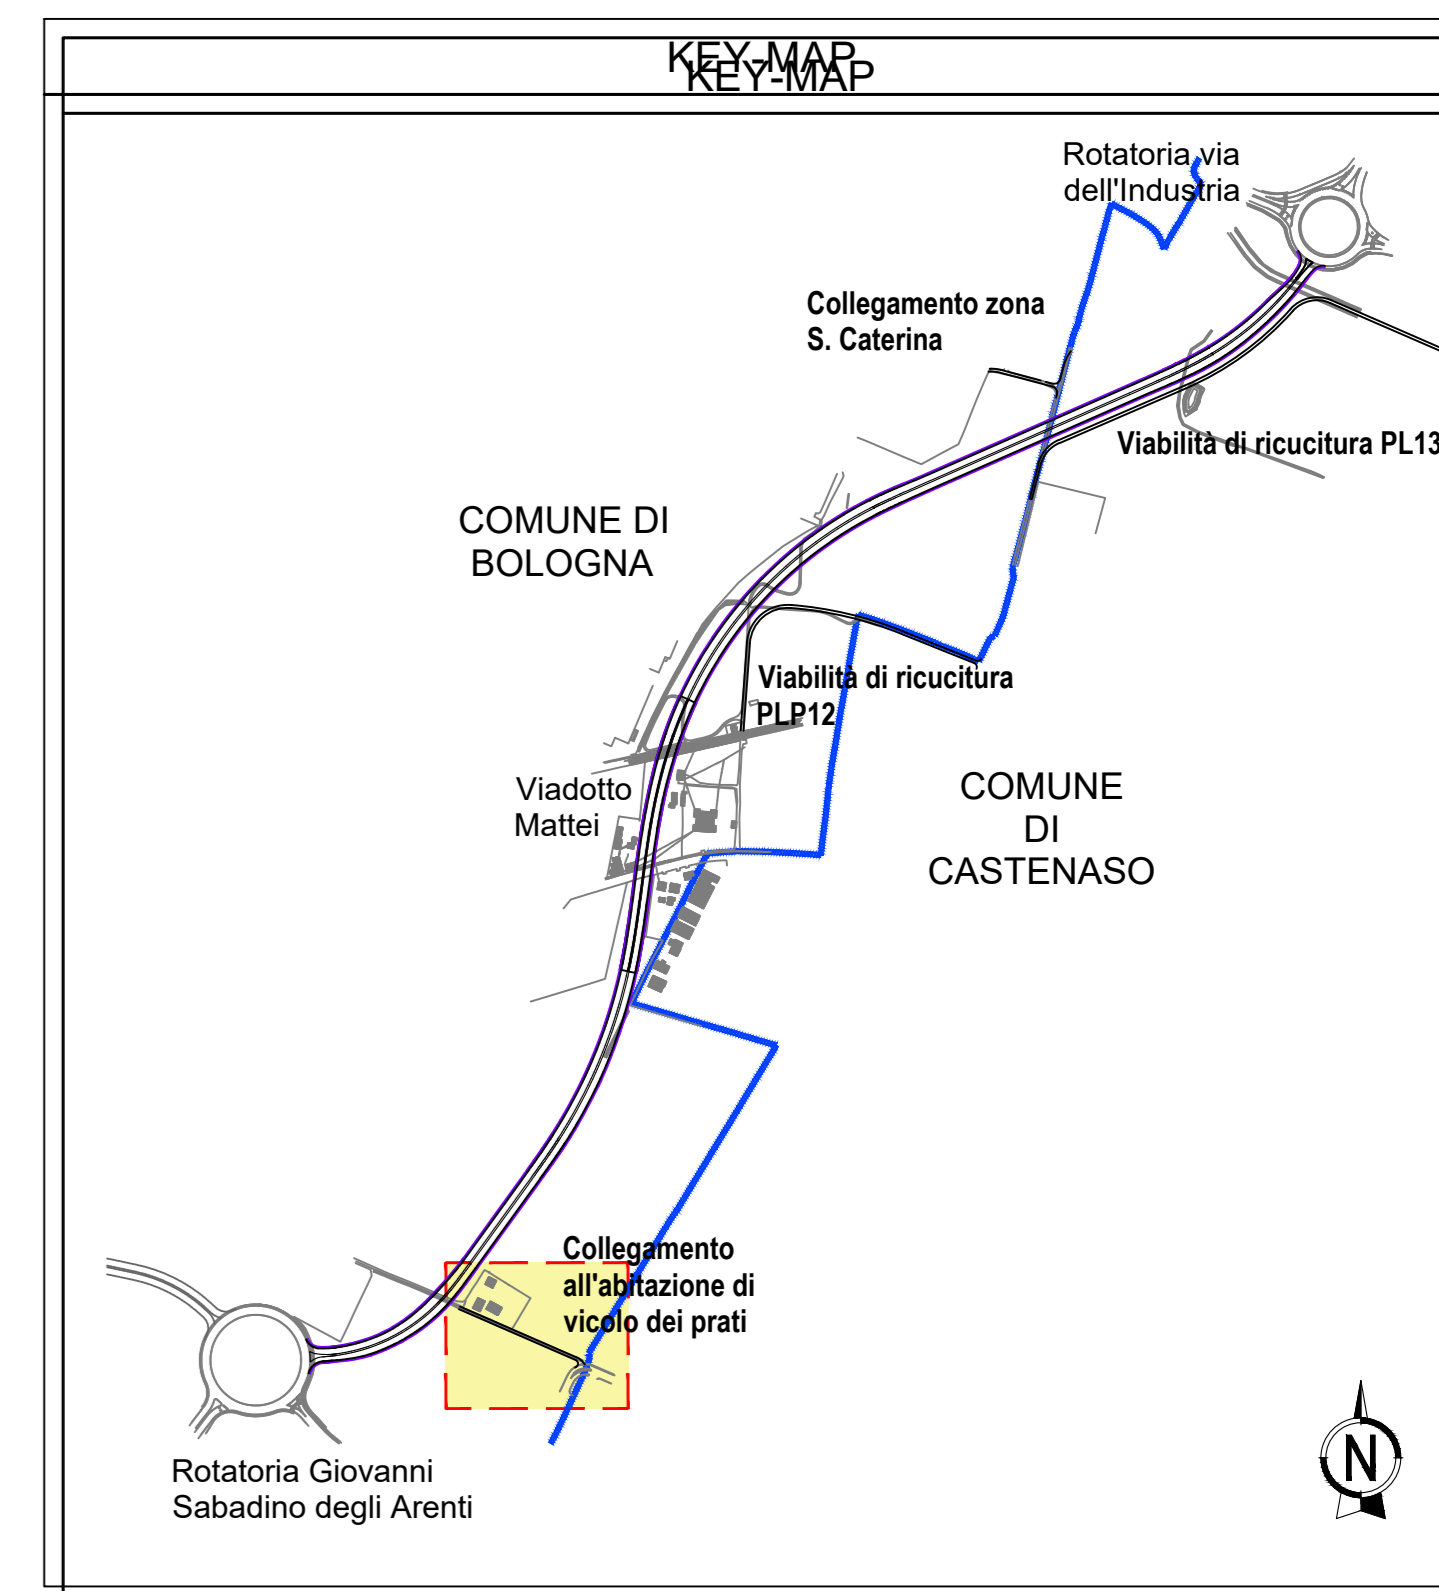 KEY-MAP
KEY-MAP
Rotatoria via
dell'Industria
Collegamento zona
S. Caterina
Viabilità di ricucitura PL13
COMUNE DI
BOLOGNA
Viabilità di ricucitura
PLP12
Viadotto
Mattei
COMUNE
DI
CASTENASO
Collegamento
all'abitazione di
vicolo dei prati
Rotatoria Giovanni
Sabadino degli Arenti
N